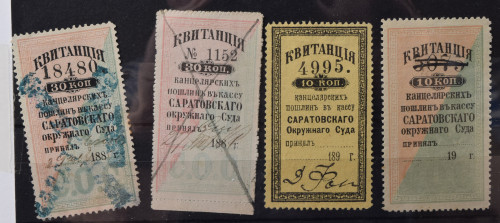 КВИТАНЦІЯ
18480
30 КОП.
КАНЦЕЛЯРСКИХЪ
ПОШЛИНЪ ВЪ КАССУ
САРАТОВСКАГО
ОКРУЖНАГО СУДА
ПРИНЯЛЪ
188 г.
КВИТАНЦІЯ
№ 1152
30 КОП.
КАНЦЕЛЯРСКИХЪ
ПОШЛИНЪ ВЪ КАССУ
САРАТОВСКАГО
ОКРУЖНАГО СУДА
ПРИНЯЛЪ
188 г.
КВИТАНЦІЯ
4995.
10 КОП.
КАНЦЕЛЯРСКИХЪ
ПОШЛИНЪ ВЪ КАССУ
САРАТОВСКАГО
Окружнаго Суда
ПРИНЯЛЪ
189 г.
КВИТАНЦІЯ
10 КОП.
КАНЦЕЛЯРСКИХЪ
ПОШЛИНЪ ВЪ КАССУ
САРАТОВСКАГО
ОКРУЖНАГО СУДА
ПРИНЯЛЪ
19 г.